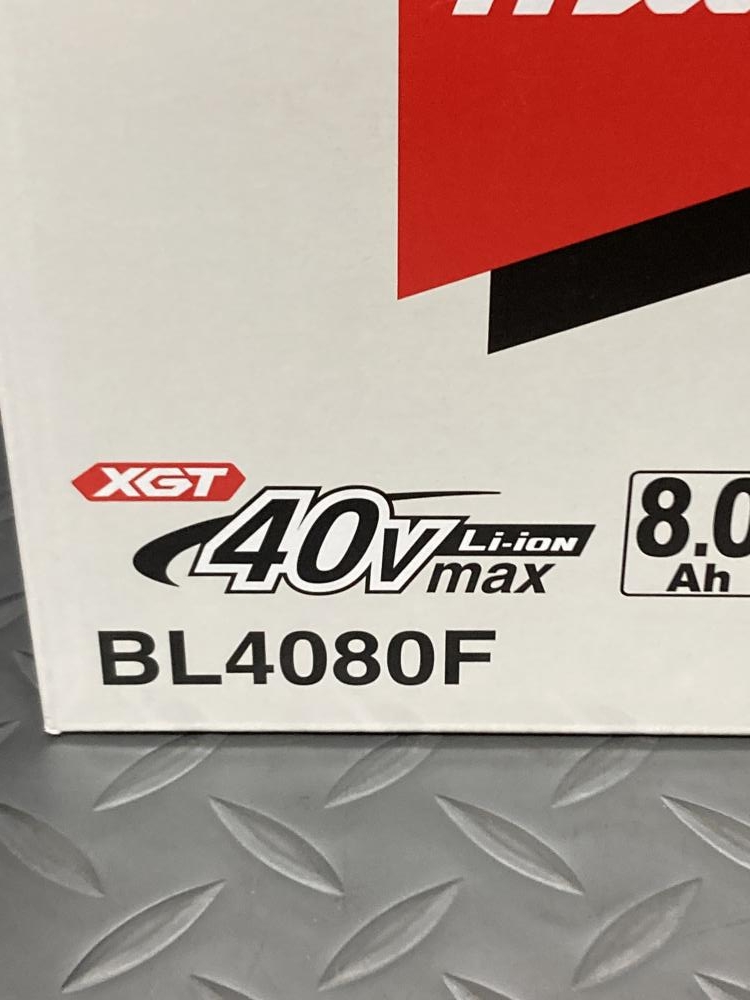 XGT
40V Li-ion
max
8.0
Ah
BL4080F